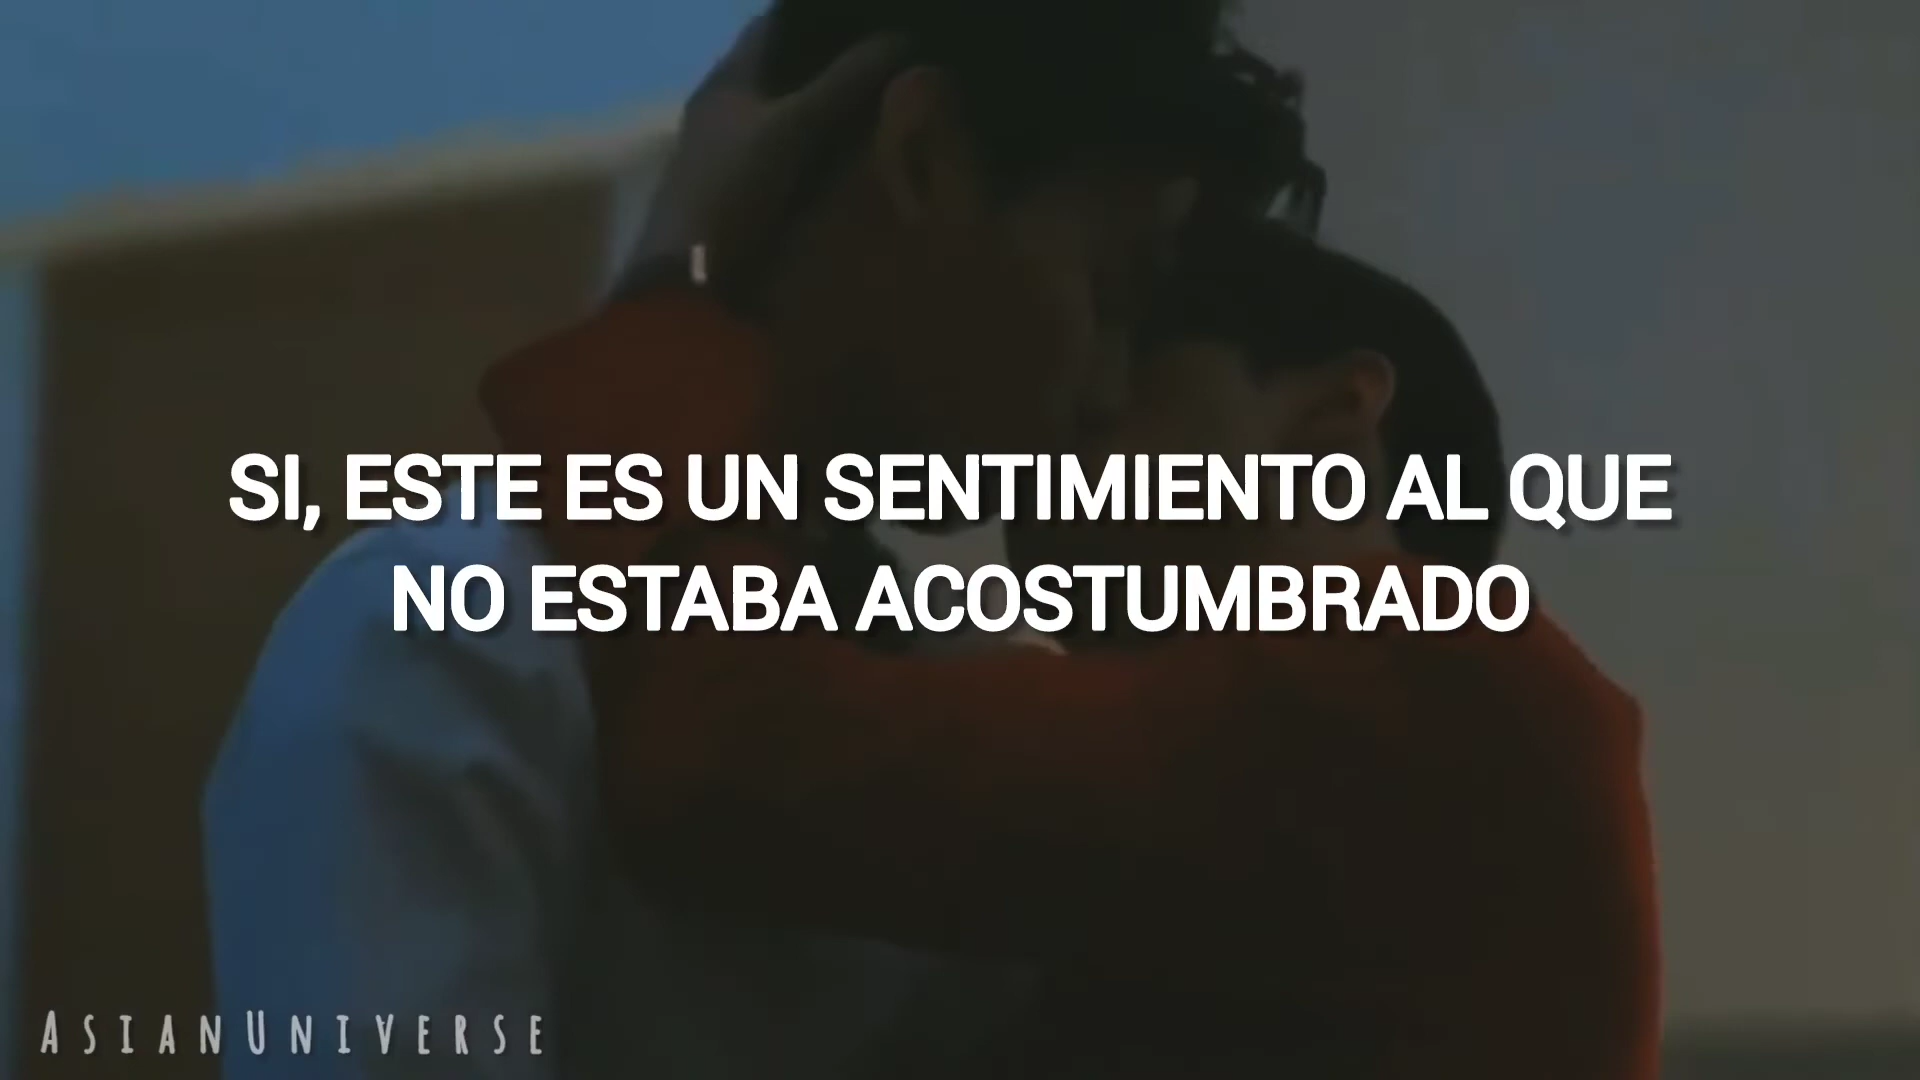 SI, ESTE ES UN SENTIMIENTO AL QUE
NO ESTABA ACOSTUMBRADO
ASIANUNIVERSE